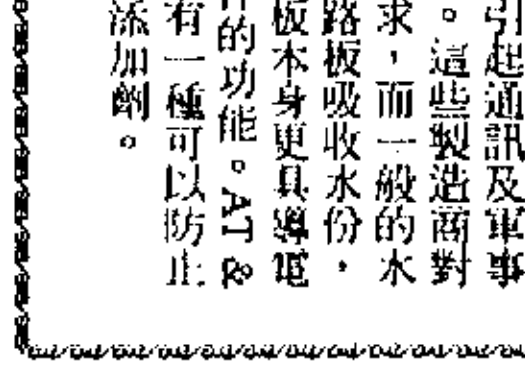 引起通訊及軍事
。這些製造商對
求，而一般的水
路板吸收水份，
板本身更具導電
的功能。AT &
有一種可以防止
添加劑。